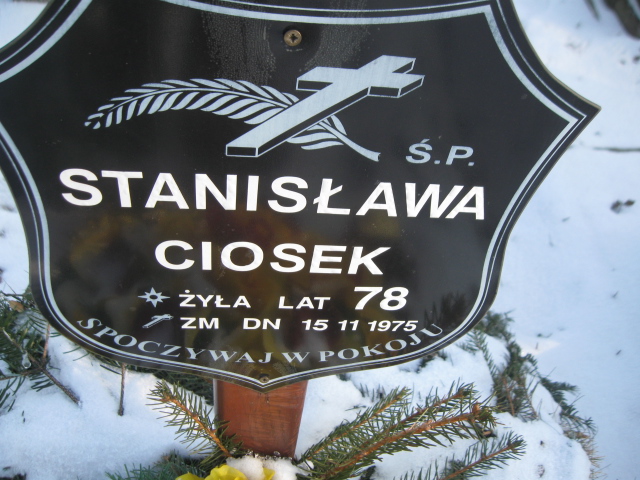 Ś.P.
STANISŁAWA
CIOSEK
ŻYŁA LAT 78
ZM DN 15 11 1975
SPOCZYWAJ W POKOJU